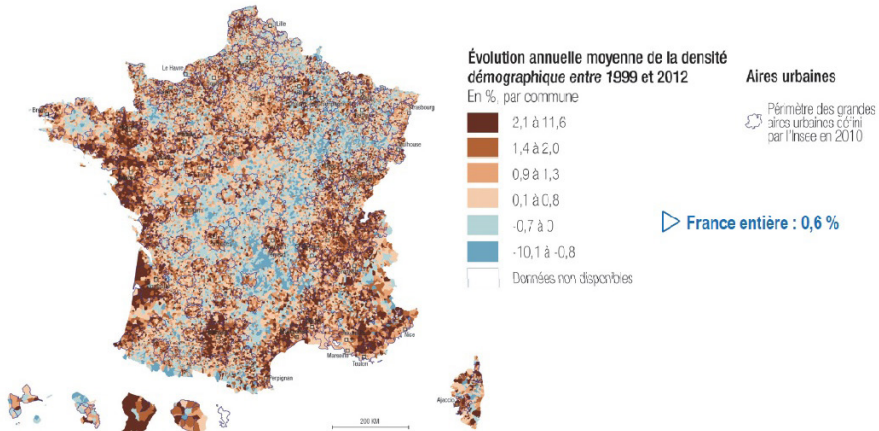 Lille
Le Havre
Strasbourg
Mulhouse
Nice
Marseille
Toulon
Perpignan
Ajaccio
200 KM
Évolution annuelle moyenne de la densité
démographique entre 1999 et 2012
En %, par commune
2,1 à 11,6
1,4 à 2,0
0,9 à 1,3
0,1 à 0,8
-0,7 à 0
-10,1 à -0,8
Données non disponibles
Aires urbaines
Périmètre des grandes
aires urbaines défini
par l'Insee en 2010
France entière : 0,6 %